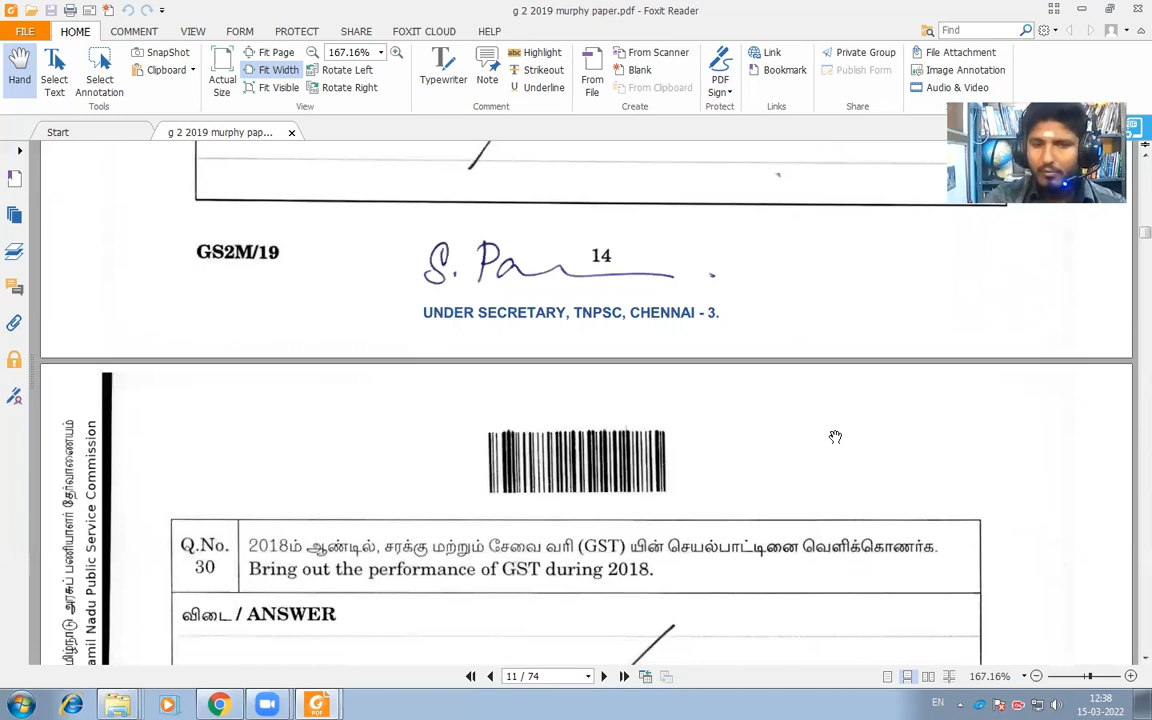 g 2 2019 murphy paper.pdf - Foxit Reader
FILE HOME COMMENT VIEW FORM PROTECT SHARE FOXIT CLOUD HELP
Find
Hand
Select Text
Select Annotation
SnapShot
Clipboard
Tools
Actual Size
Fit Page
Fit Width
Fit Visible
167.16%
Rotate Left
Rotate Right
View
Typewriter
Note
Highlight
Strikeout
Underline
Comment
From File
From Scanner
Blank
From Clipboard
Create
PDF Sign
Protect
Link
Bookmark
Links
Private Group
Publish Form
Share
File Attachment
Image Annotation
Audio & Video
Insert
Start
g 2 2019 murphy pap...
GS2M/19
S. Pa
14
UNDER SECRETARY, TNPSC, CHENNAI - 3.
Tamil Nadu Public Service Commission
Q.No. 30
2018ம் ஆண்டில், சரக்கு மற்றும் சேவை வரி (GST) யின் செயல்பாட்டினை வெளிக்கொணர்க.
Bring out the performance of GST during 2018.
விடை / ANSWER
11 / 74
167.16%
EN
12:38
15-03-2022